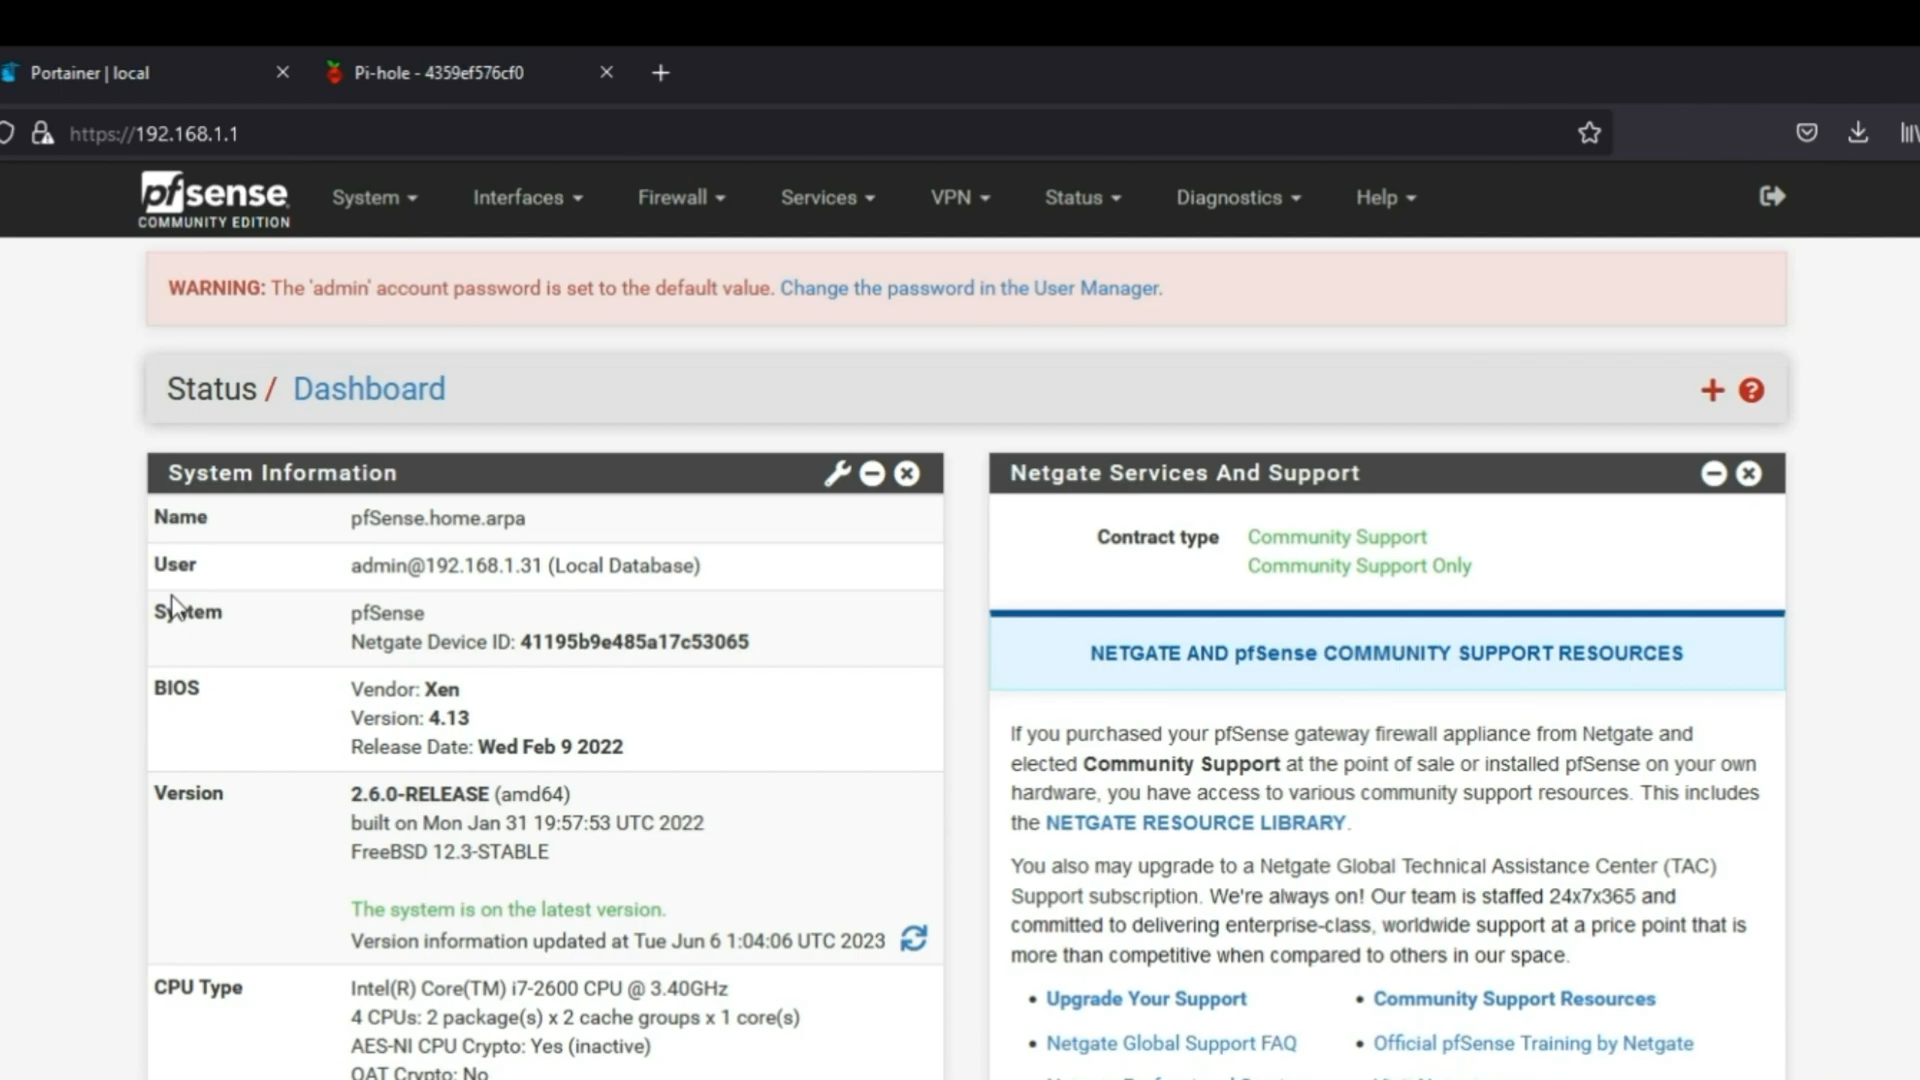 Portainer | local
Pi-hole - 4359ef576cf0
https://192.168.1.1
pfsense
COMMUNITY EDITION
System
Interfaces
Firewall
Services
VPN
Status
Diagnostics
Help
WARNING: The 'admin' account password is set to the default value. Change the password in the User Manager.
Status / Dashboard
System Information
Name pfSense.home.arpa
User admin@192.168.1.31 (Local Database)
System pfSense
Netgate Device ID: 41195b9e485a17c53065
BIOS Vendor: Xen
Version: 4.13
Release Date: Wed Feb 9 2022
Version 2.6.0-RELEASE (amd64)
built on Mon Jan 31 19:57:53 UTC 2022
FreeBSD 12.3-STABLE
The system is on the latest version.
Version information updated at Tue Jun 6 1:04:06 UTC 2023
CPU Type Intel(R) Core(TM) i7-2600 CPU @ 3.40GHz
4 CPUs: 2 package(s) x 2 cache groups x 1 core(s)
AES-NI CPU Crypto: Yes (inactive)
QAT Crypto: No
Netgate Services And Support
Contract type Community Support
Community Support Only
NETGATE AND pfSense COMMUNITY SUPPORT RESOURCES
If you purchased your pfSense gateway firewall appliance from Netgate and
elected Community Support at the point of sale or installed pfSense on your own
hardware, you have access to various community support resources. This includes
the NETGATE RESOURCE LIBRARY.
You also may upgrade to a Netgate Global Technical Assistance Center (TAC)
Support subscription. We're always on! Our team is staffed 24x7x365 and
committed to delivering enterprise-class, worldwide support at a price point that is
more than competitive when compared to others in our space.
• Upgrade Your Support
• Community Support Resources
• Netgate Global Support FAQ
• Official pfSense Training by Netgate